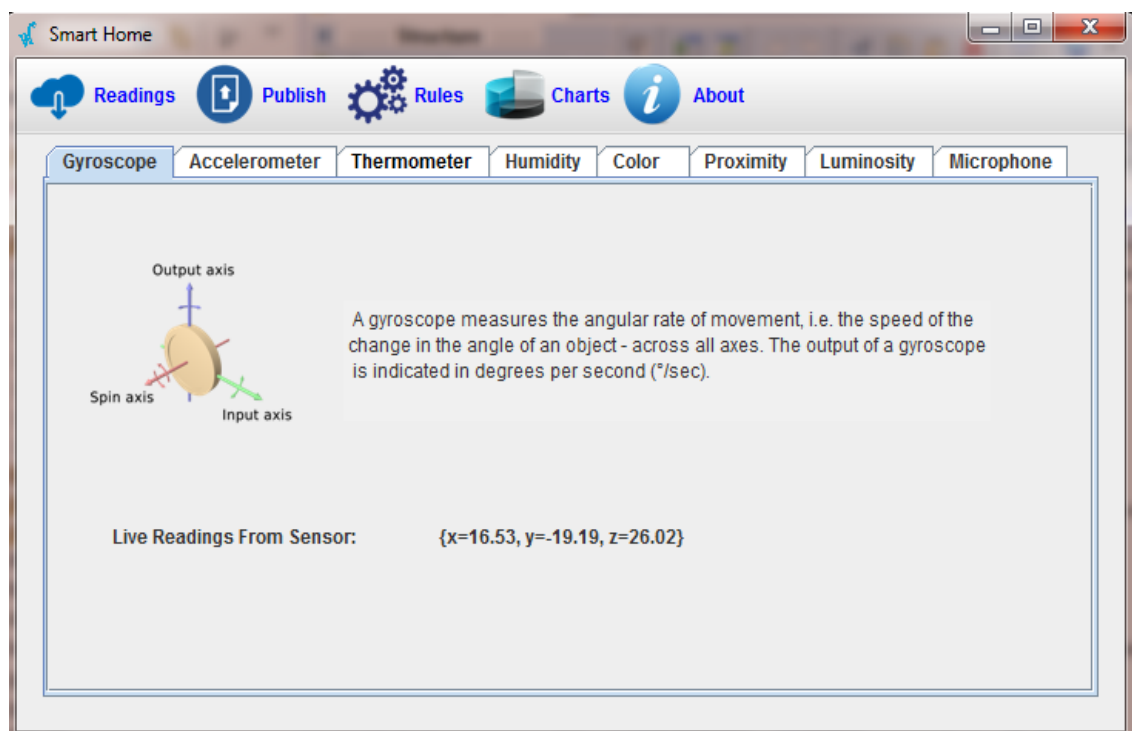 Smart Home
Readings Publish Rules Charts About
Gyroscope Accelerometer Thermometer Humidity Color Proximity Luminosity Microphone
Output axis
Spin axis
Input axis
A gyroscope measures the angular rate of movement, i.e. the speed of the
change in the angle of an object - across all axes. The output of a gyroscope
is indicated in degrees per second (°/sec).
Live Readings From Sensor: {x=16.53, y=-19.19, z=26.02}